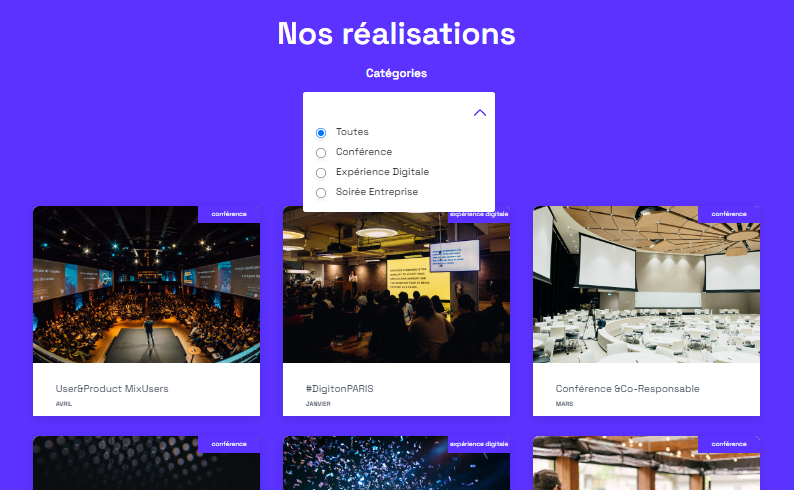 Nos réalisations
Catégories
Toutes
Conférence
Expérience Digitale
Soirée Entreprise
conférence
expérience digitale
conférence
User&Product MixUsers
AVRIL
#DigitonPARIS
JANVIER
Conférence &Co-Responsable
MARS
conférence
expérience digitale
conférence